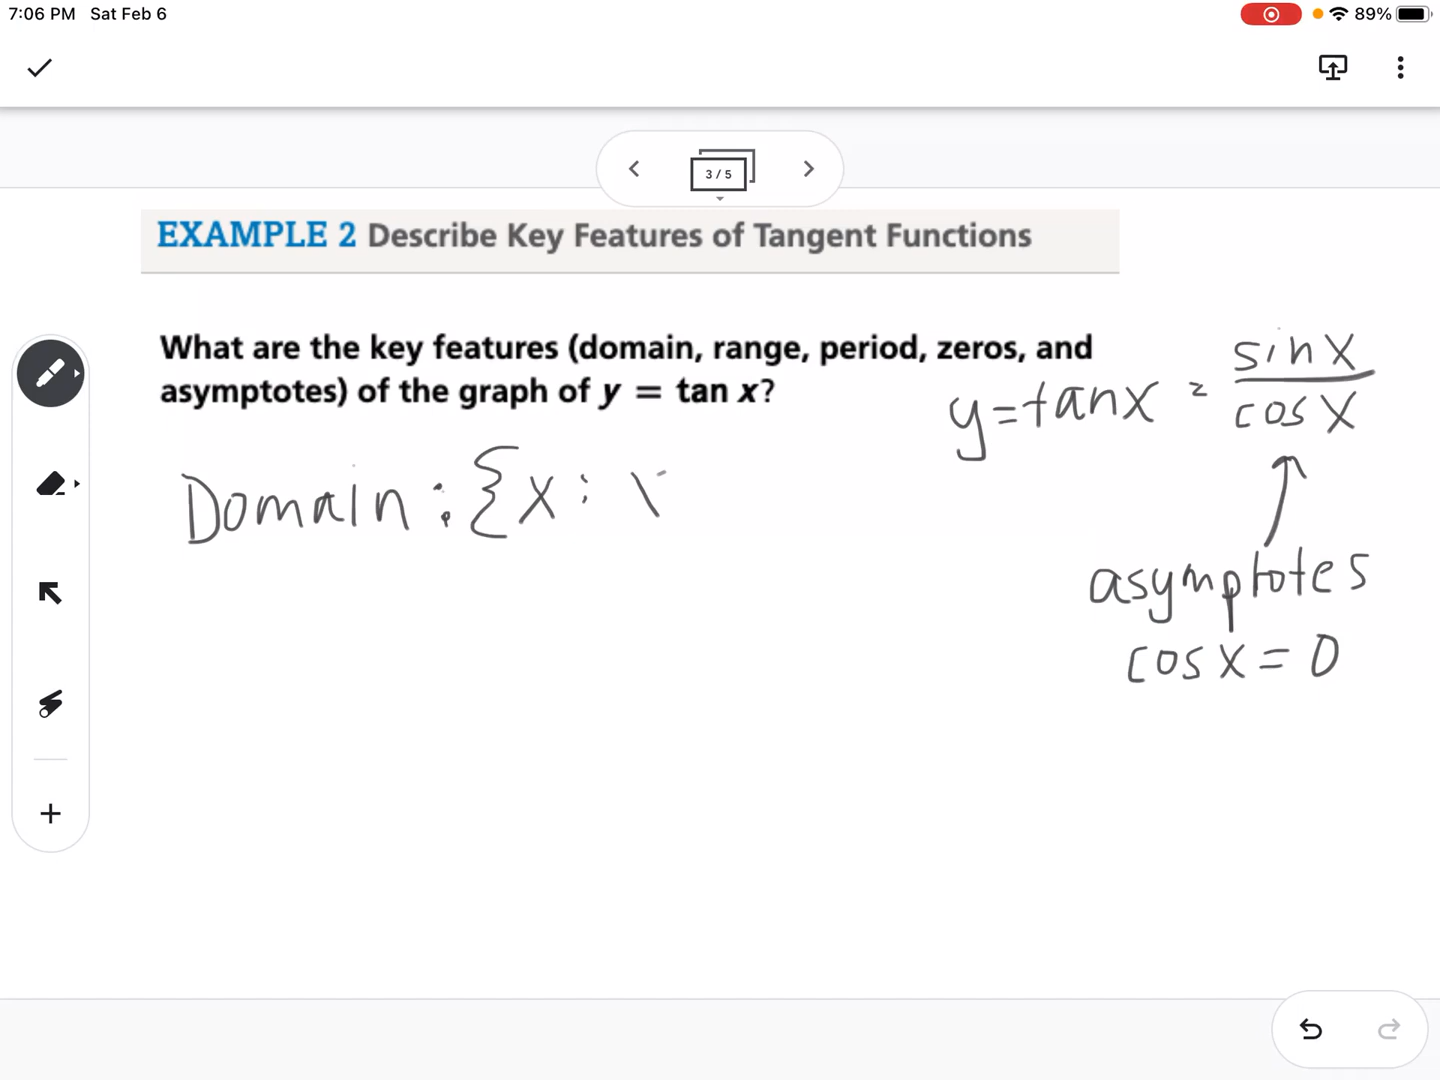 7:06 PM Sat Feb 6
89%
3 / 5
EXAMPLE 2 Describe Key Features of Tangent Functions
What are the key features (domain, range, period, zeros, and
asymptotes) of the graph of y = tan x?
y=tanx = sinx
cosx
Domain : {x : \
asymptotes
cosx = 0